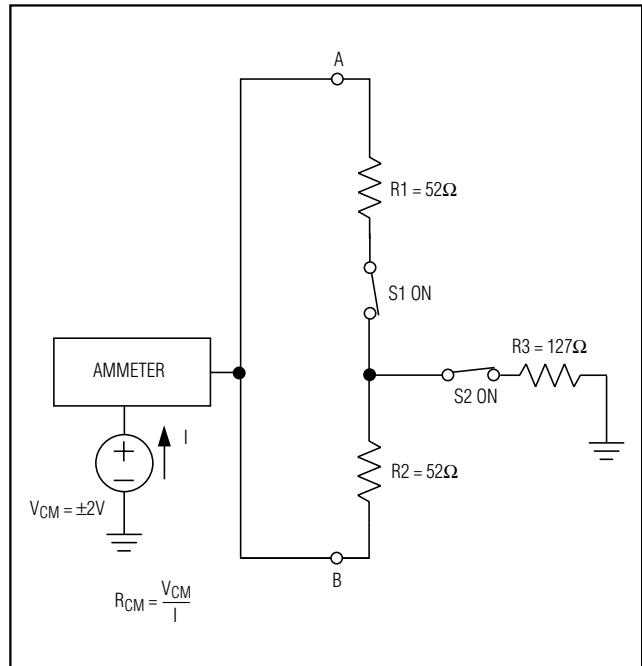 A
R1 = 52Ω
S1 ON
R3 = 127Ω
AMMETER
S2 ON
I
+
−
R2 = 52Ω
VCM = ±2V
B
RCM = VCM
I